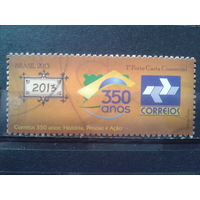 BRASIL 2013
1º Porte Carta Comercial
2013
350
anos
CORREIOS
Correios 350 anos: História, Pessoas e Ação